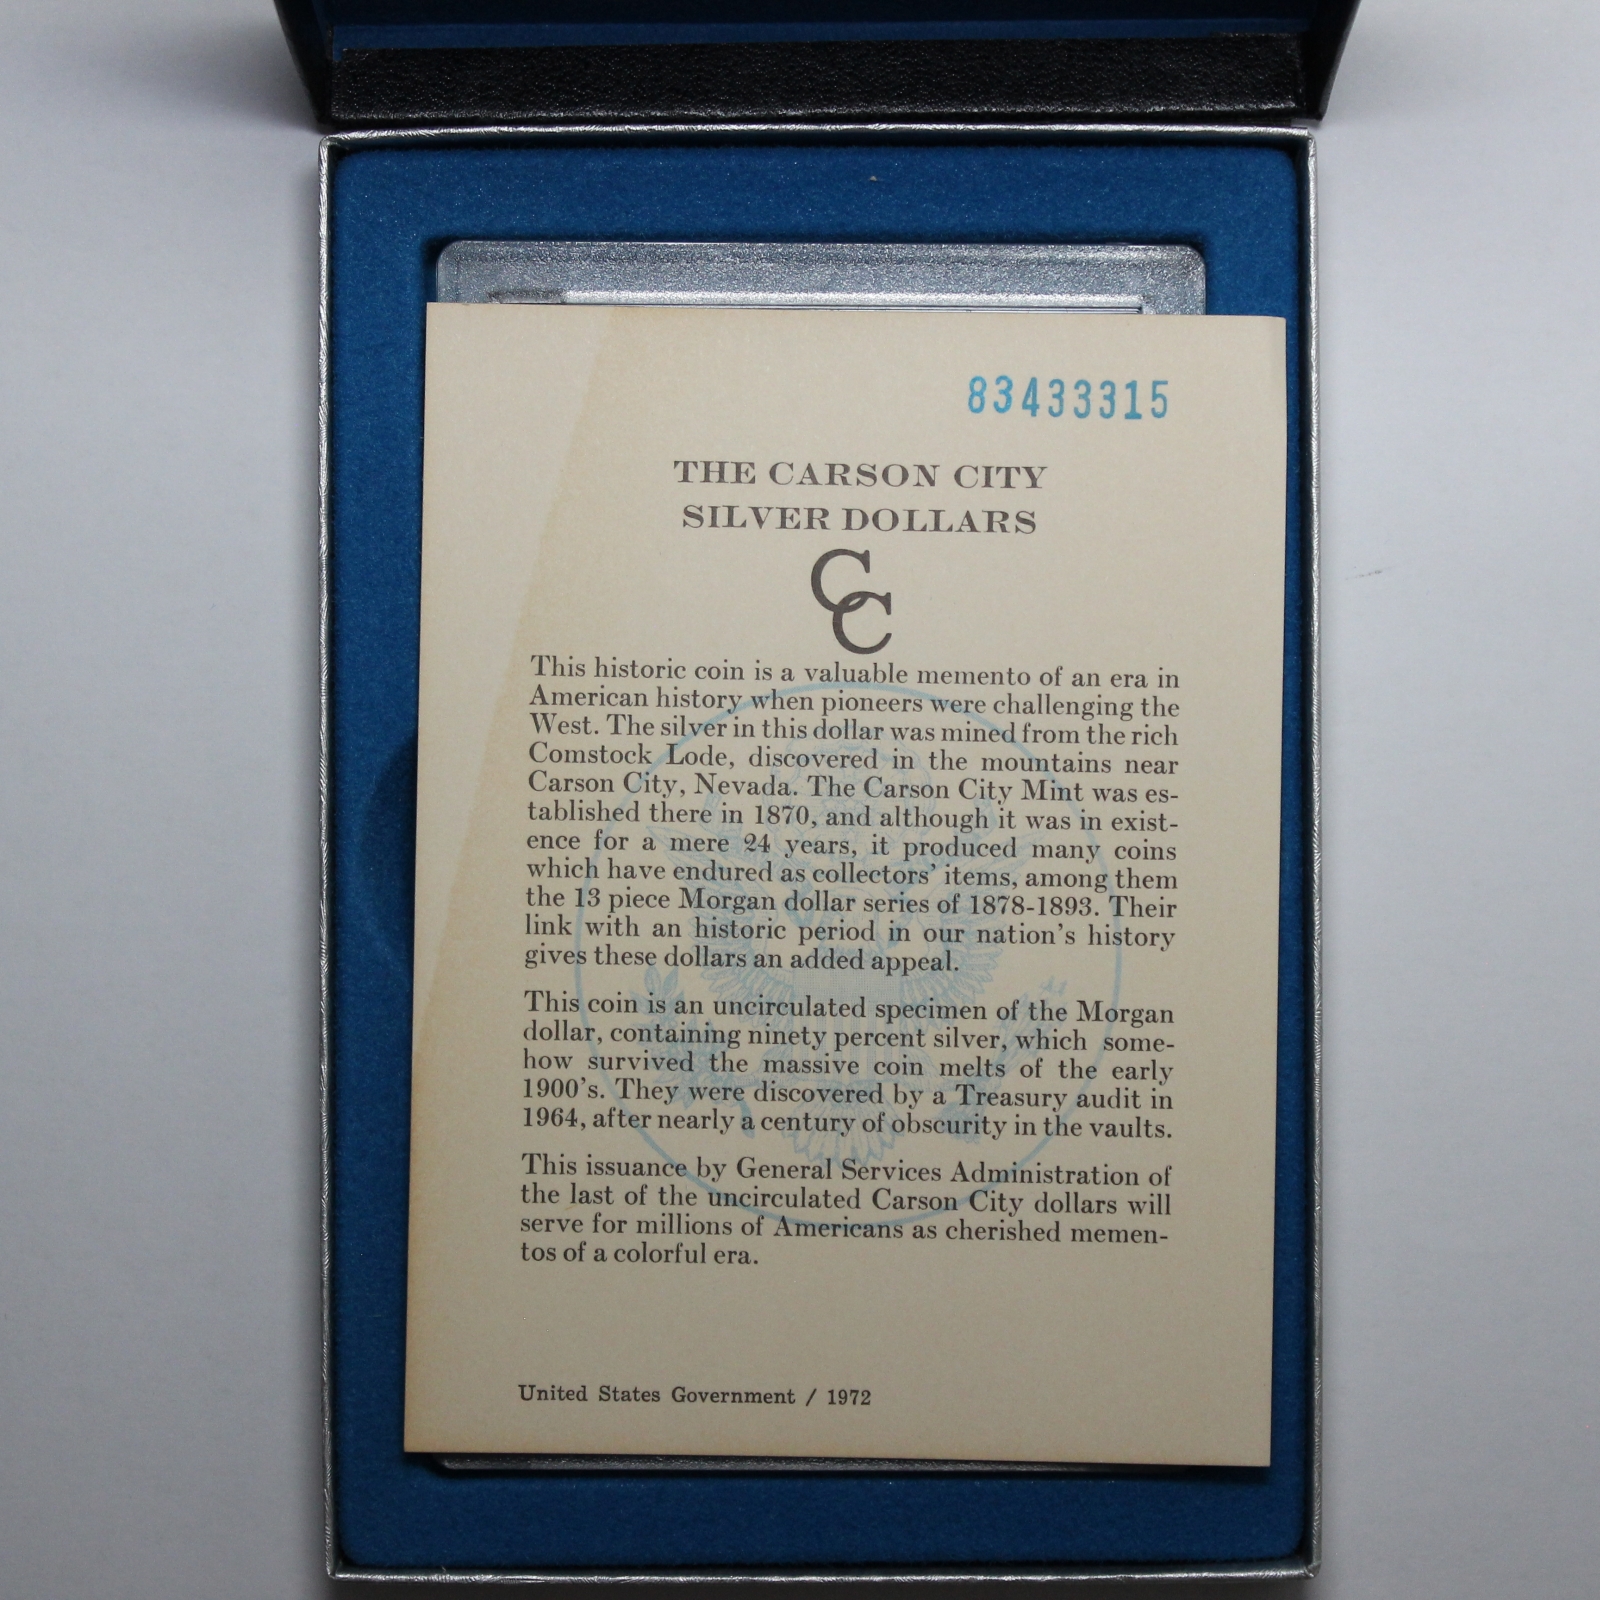 83433315
THE CARSON CITY
SILVER DOLLARS
CC
This historic coin is a valuable memento of an era in
American history when pioneers were challenging the
West. The silver in this dollar was mined from the rich
Comstock Lode, discovered in the mountains near
Carson City, Nevada. The Carson City Mint was es-
tablished there in 1870, and although it was in exist-
ence for a mere 24 years, it produced many coins
which have endured as collectors' items, among them
the 13 piece Morgan dollar series of 1878-1893. Their
link with an historic period in our nation's history
gives these dollars an added appeal.
This coin is an uncirculated specimen of the Morgan
dollar, containing ninety percent silver, which some-
how survived the massive coin melts of the early
1900's. They were discovered by a Treasury audit in
1964, after nearly a century of obscurity in the vaults.
This issuance by General Services Administration of
the last of the uncirculated Carson City dollars will
serve for millions of Americans as cherished memen-
tos of a colorful era.
United States Government / 1972